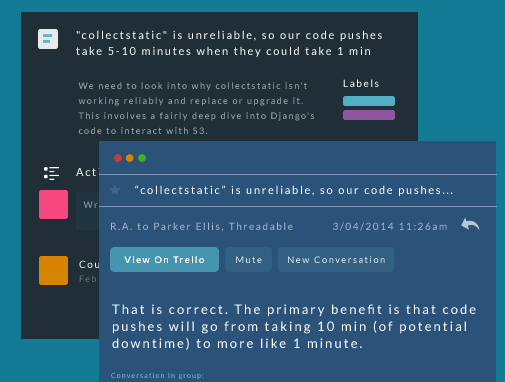 "collectstatic" is unreliable, so our code pushes
take 5-10 minutes when they could take 1 min
We need to look into why collectstatic isn't
working reliably and replace or upgrade it.
This involves a fairly deep dive into Django's
code to interact with S3.
Labels
Act
Wr
Cou
Feb
“collectstatic” is unreliable, so our code pushes...
R.A. to Parker Ellis, Threadable
3/04/2014 11:26am
View On Trello
Mute
New Conversation
That is correct. The primary benefit is that code
pushes will go from taking 10 min (of potential
downtime) to more like 1 minute.
Conversation in group: